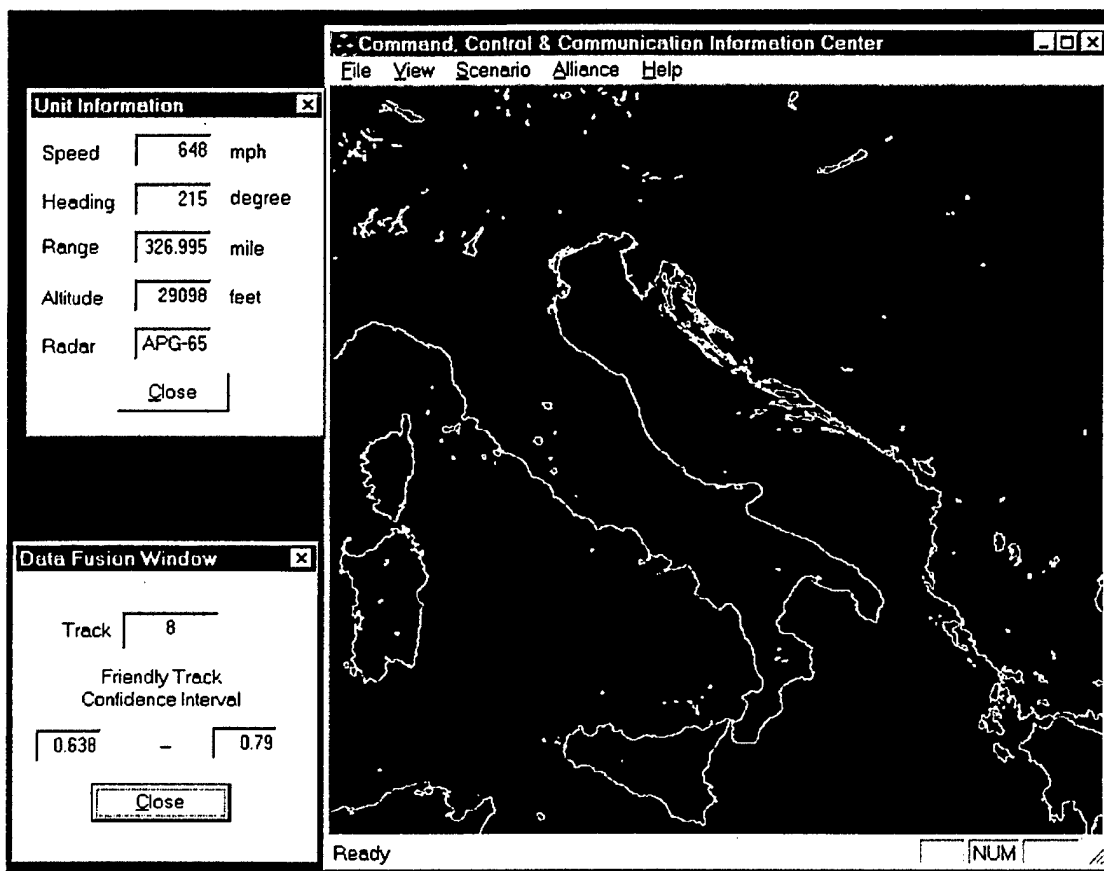 Command, Control & Communication Information Center
File View Scenario Alliance Help
Unit Information
Speed 648 mph
Heading 215 degree
Range 326.995 mile
Altitude 29098 feet
Radar APG-65
Close
Data Fusion Window
Track 8
Friendly Track
Confidence Interval
0.638 – 0.79
Close
Ready NUM